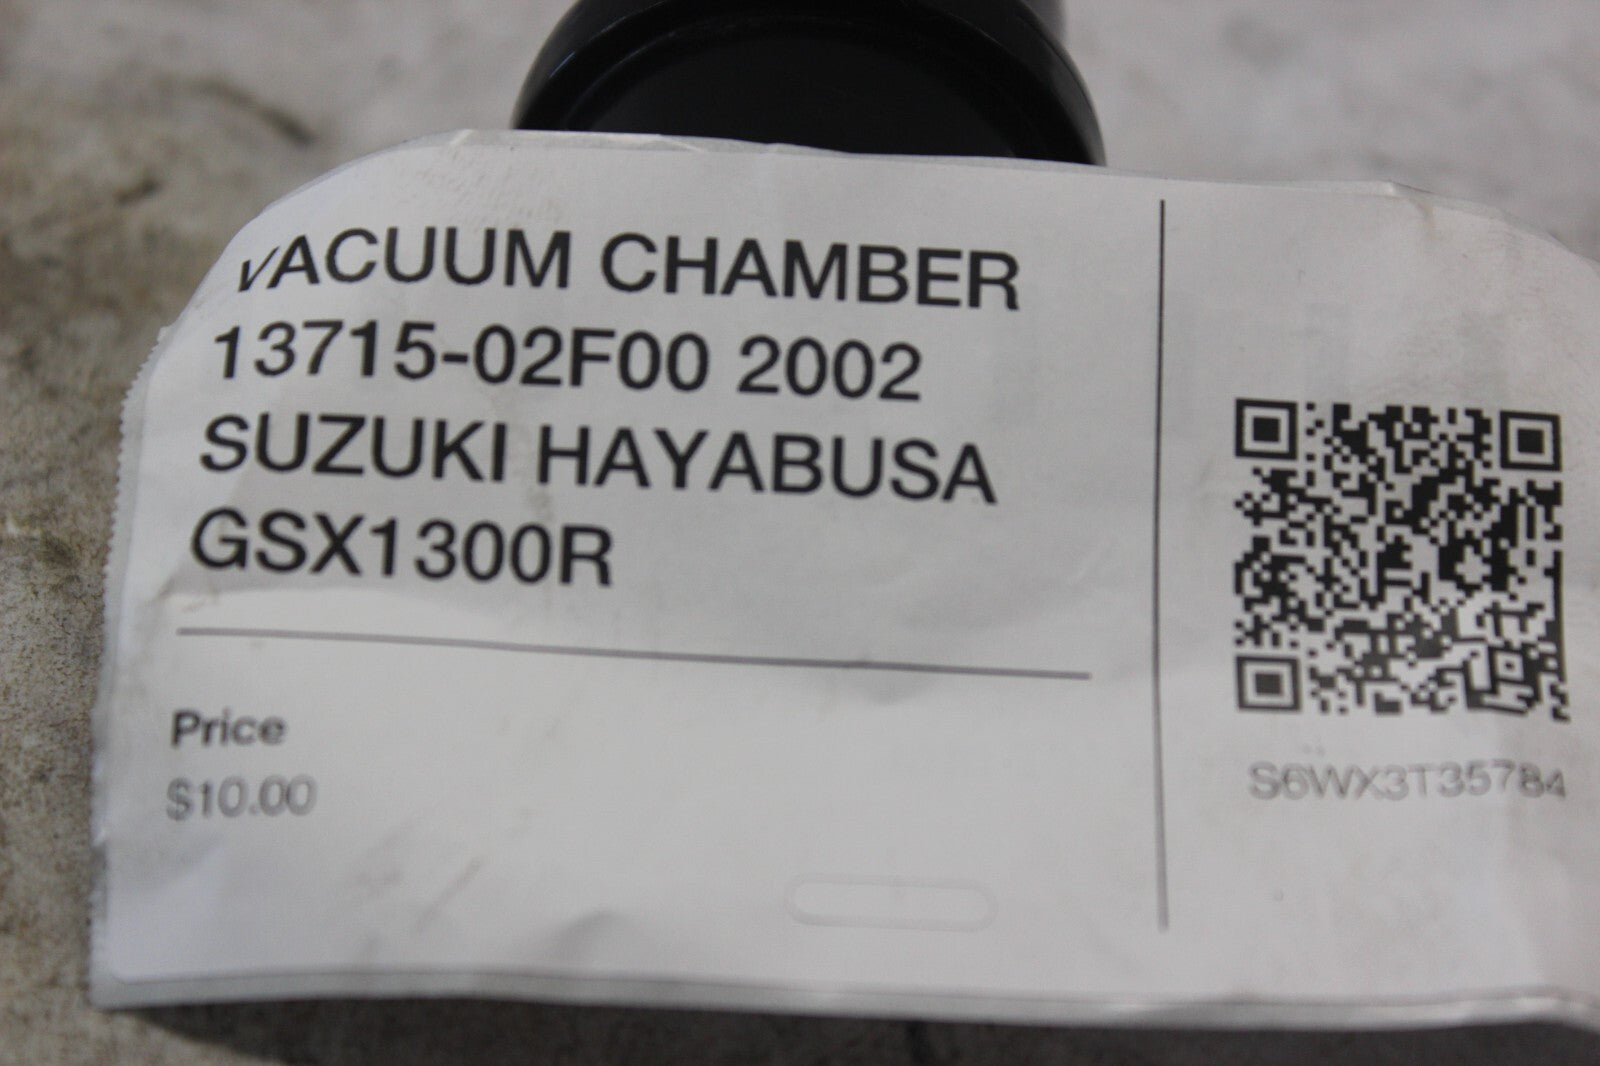 VACUUM CHAMBER
13715-02F00 2002
SUZUKI HAYABUSA
GSX1300R
Price
$10.00
S6WX3T35784